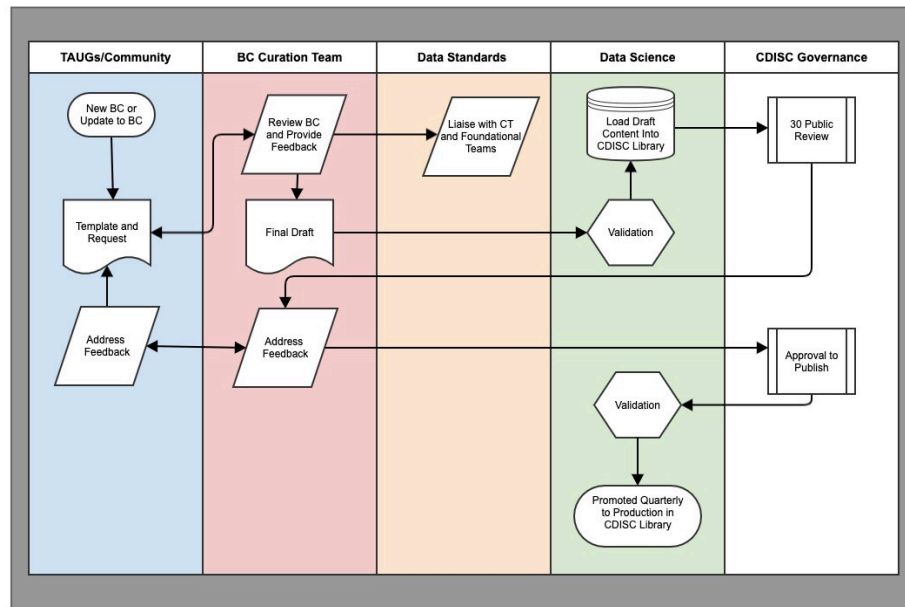 TAUGs/Community
BC Curation Team
Data Standards
Data Science
CDISC Governance
New BC or
Update to BC
Review BC
and Provide
Feedback
Liaise with CT
and Foundational
Teams
Load Draft
Content Into
CDISC Library
30 Public
Review
Template and
Request
Final Draft
Validation
Address
Feedback
Address
Feedback
Approval to
Publish
Validation
Promoted Quarterly
to Production in
CDISC Library